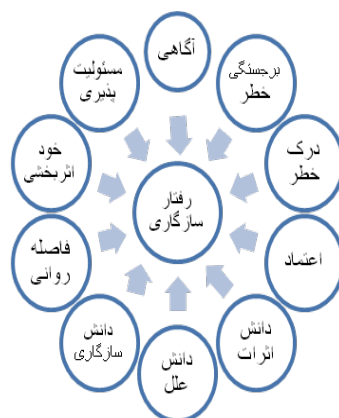 آگاهی
برجستگی
خطر
درک
خطر
اعتماد
دانش
اثرات
دانش
علل
دانش
سازگاری
فاصله
روانی
خود
اثربخشی
مسئولیت
پذیری
رفتار
سازگاری